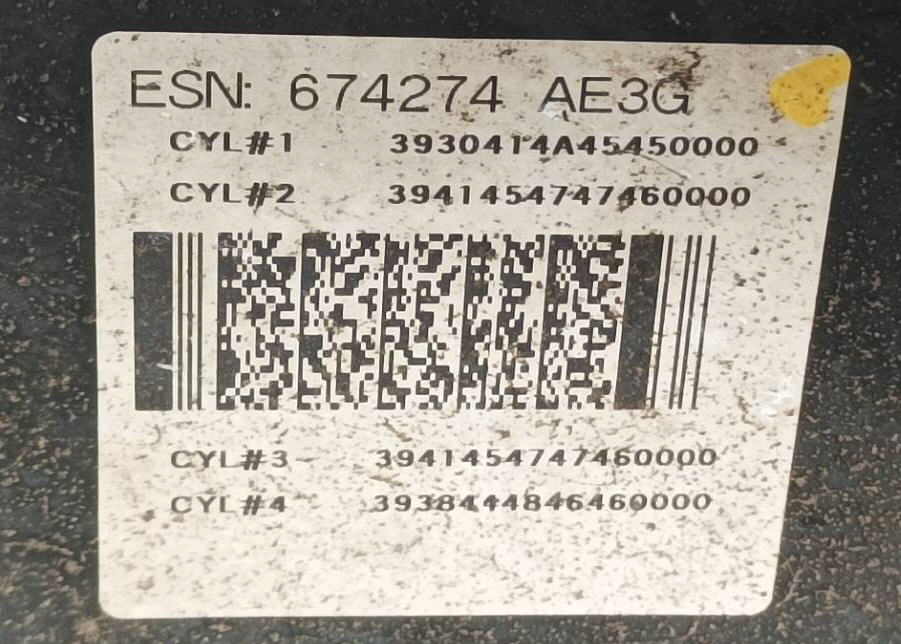 ESN: 674274 AE3G
CYL#1 3930414A45450000
CYL#2 3941454747460000
CYL#3 3941454747460000
CYL#4 3938444846460000